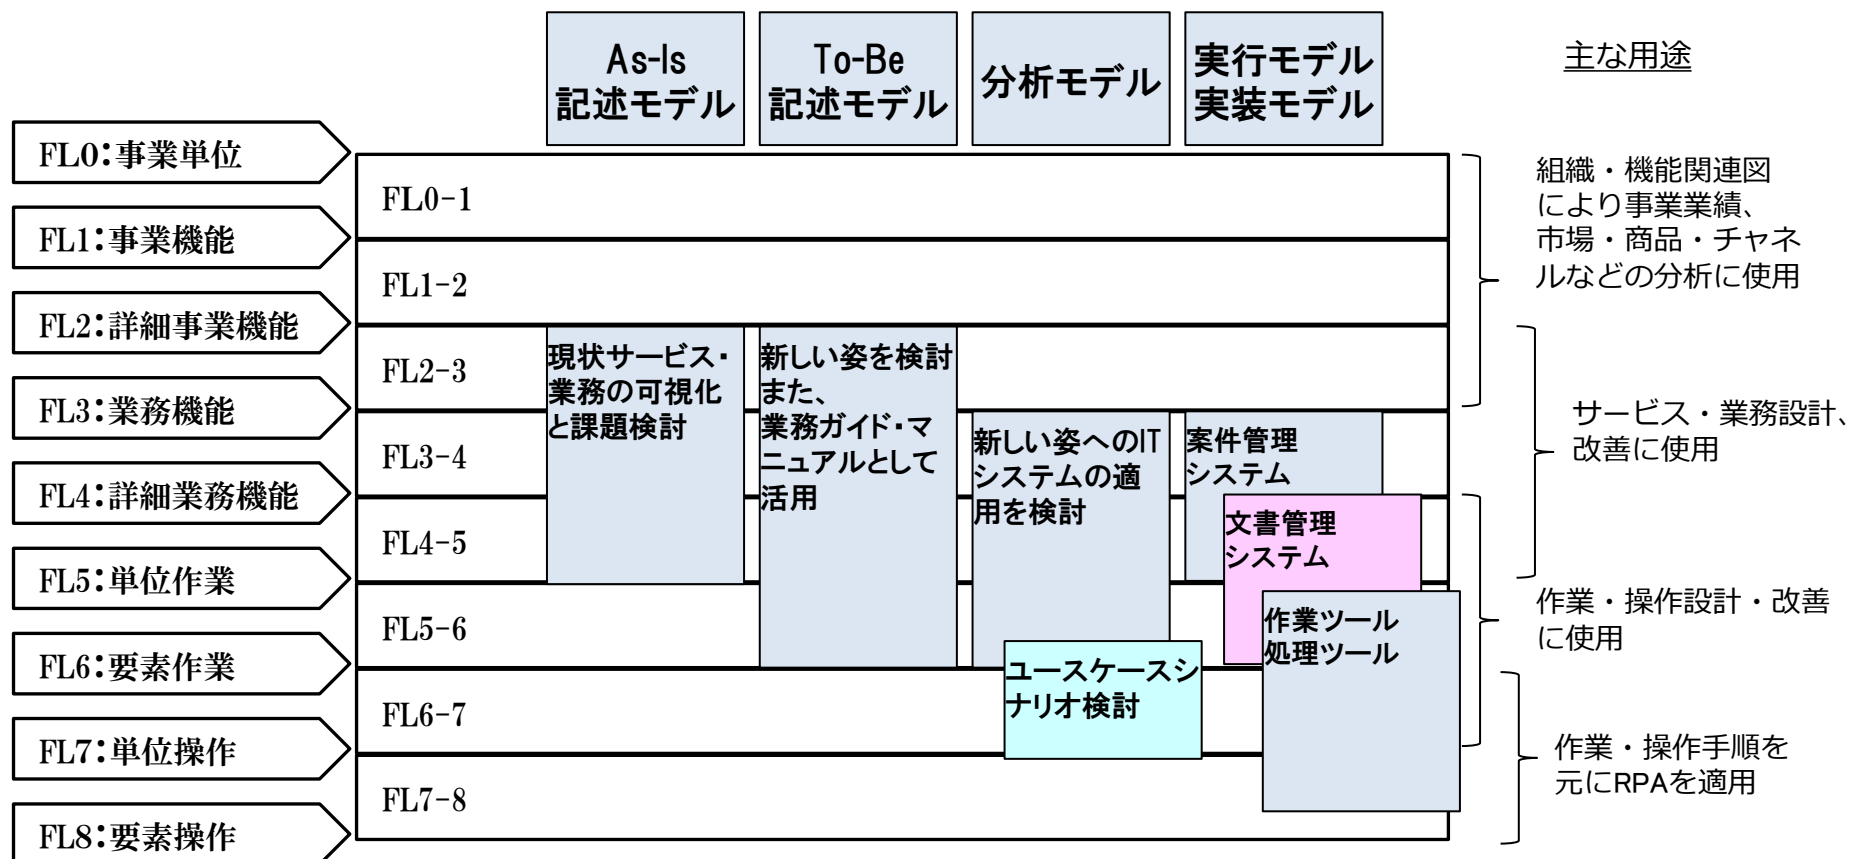 As-Is
記述モデル
To-Be
記述モデル
分析モデル
実行モデル
実装モデル
主な用途
FL0:事業単位
FL1:事業機能
FL2:詳細事業機能
FL3:業務機能
FL4:詳細業務機能
FL5:単位作業
FL6:要素作業
FL7:単位操作
FL8:要素操作
FL0-1
FL1-2
FL2-3
FL3-4
FL4-5
FL5-6
FL6-7
FL7-8
現状サービス・
業務の可視化
と課題検討
新しい姿を検討
また、
業務ガイド・マ
ニュアルとして
活用
新しい姿へのIT
システムの適
用を検討
ユースケースシ
ナリオ検討
案件管理
システム
文書管理
システム
作業ツール
処理ツール
組織・機能関連図
により事業業績、
市場・商品・チャネ
ルなどの分析に使用
サービス・業務設計、
改善に使用
作業・操作設計・改善
に使用
作業・操作手順を
元にRPAを適用